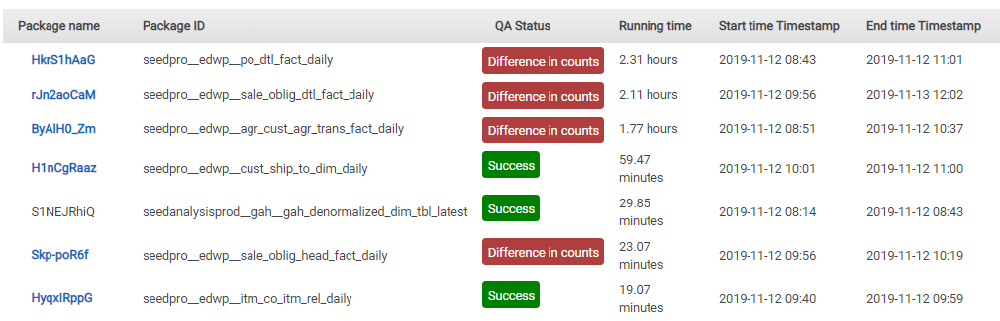 Package name Package ID QA Status Running time Start time Timestamp End time Timestamp
HkrS1hAaG seedpro__edwp__po_dtl_fact_daily Difference in counts 2.31 hours 2019-11-12 08:43 2019-11-12 11:01
rJn2aoCaM seedpro__edwp__sale_oblig_dtl_fact_daily Difference in counts 2.11 hours 2019-11-12 09:56 2019-11-13 12:02
ByAlH0_Zm seedpro__edwp__agr_cust_agr_trans_fact_daily Difference in counts 1.77 hours 2019-11-12 08:51 2019-11-12 10:37
H1nCgRaaz seedpro__edwp__cust_ship_to_dim_daily Success 59.47 minutes 2019-11-12 10:01 2019-11-12 11:00
S1NEJRhiQ seedanalysisprod__gah__gah_denormalized_dim_tbl_latest Success 29.85 minutes 2019-11-12 08:14 2019-11-12 08:43
Skp-poR6f seedpro__edwp__sale_oblig_head_fact_daily Difference in counts 23.07 minutes 2019-11-12 09:56 2019-11-12 10:19
HyqxIRppG seedpro__edwp__itm_co_itm_rel_daily Success 19.07 minutes 2019-11-12 09:40 2019-11-12 09:59